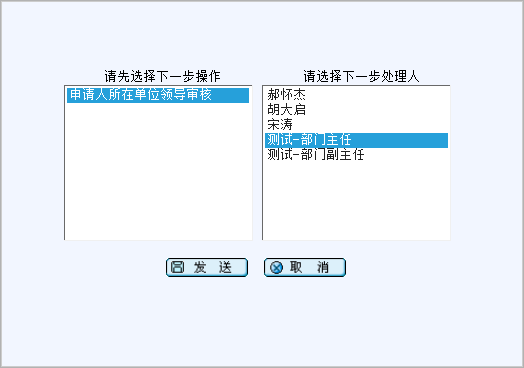 请先选择下一步操作
请选择下一步处理人
申请人所在单位领导审核
郝怀杰
胡大启
宋涛
测试-部门主任
测试-部门副主任
发 送
取 消